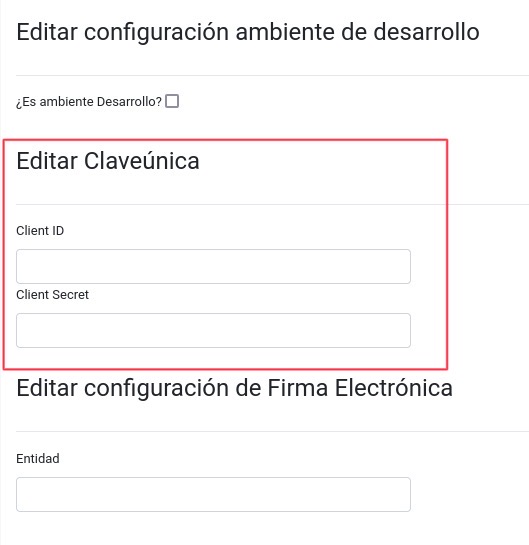 Editar configuración ambiente de desarrollo
¿Es ambiente Desarrollo?
Editar Claveúnica
Client ID
Client Secret
Editar configuración de Firma Electrónica
Entidad